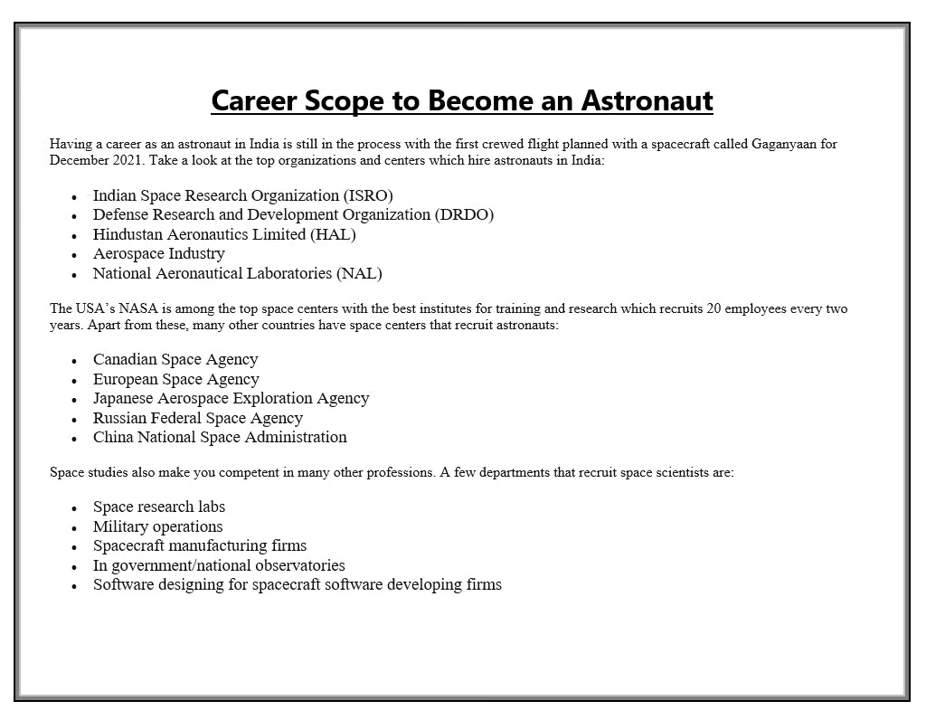 Career Scope to Become an Astronaut
Having a career as an astronaut in India is still in the process with the first crewed flight planned with a spacecraft called Gaganyaan for
December 2021. Take a look at the top organizations and centers which hire astronauts in India:
• Indian Space Research Organization (ISRO)
• Defense Research and Development Organization (DRDO)
• Hindustan Aeronautics Limited (HAL)
• Aerospace Industry
• National Aeronautical Laboratories (NAL)
The USA's NASA is among the top space centers with the best institutes for training and research which recruits 20 employees every two
years. Apart from these, many other countries have space centers that recruit astronauts:
• Canadian Space Agency
• European Space Agency
• Japanese Aerospace Exploration Agency
• Russian Federal Space Agency
• China National Space Administration
Space studies also make you competent in many other professions. A few departments that recruit space scientists are:
• Space research labs
• Military operations
• Spacecraft manufacturing firms
• In government/national observatories
• Software designing for spacecraft software developing firms